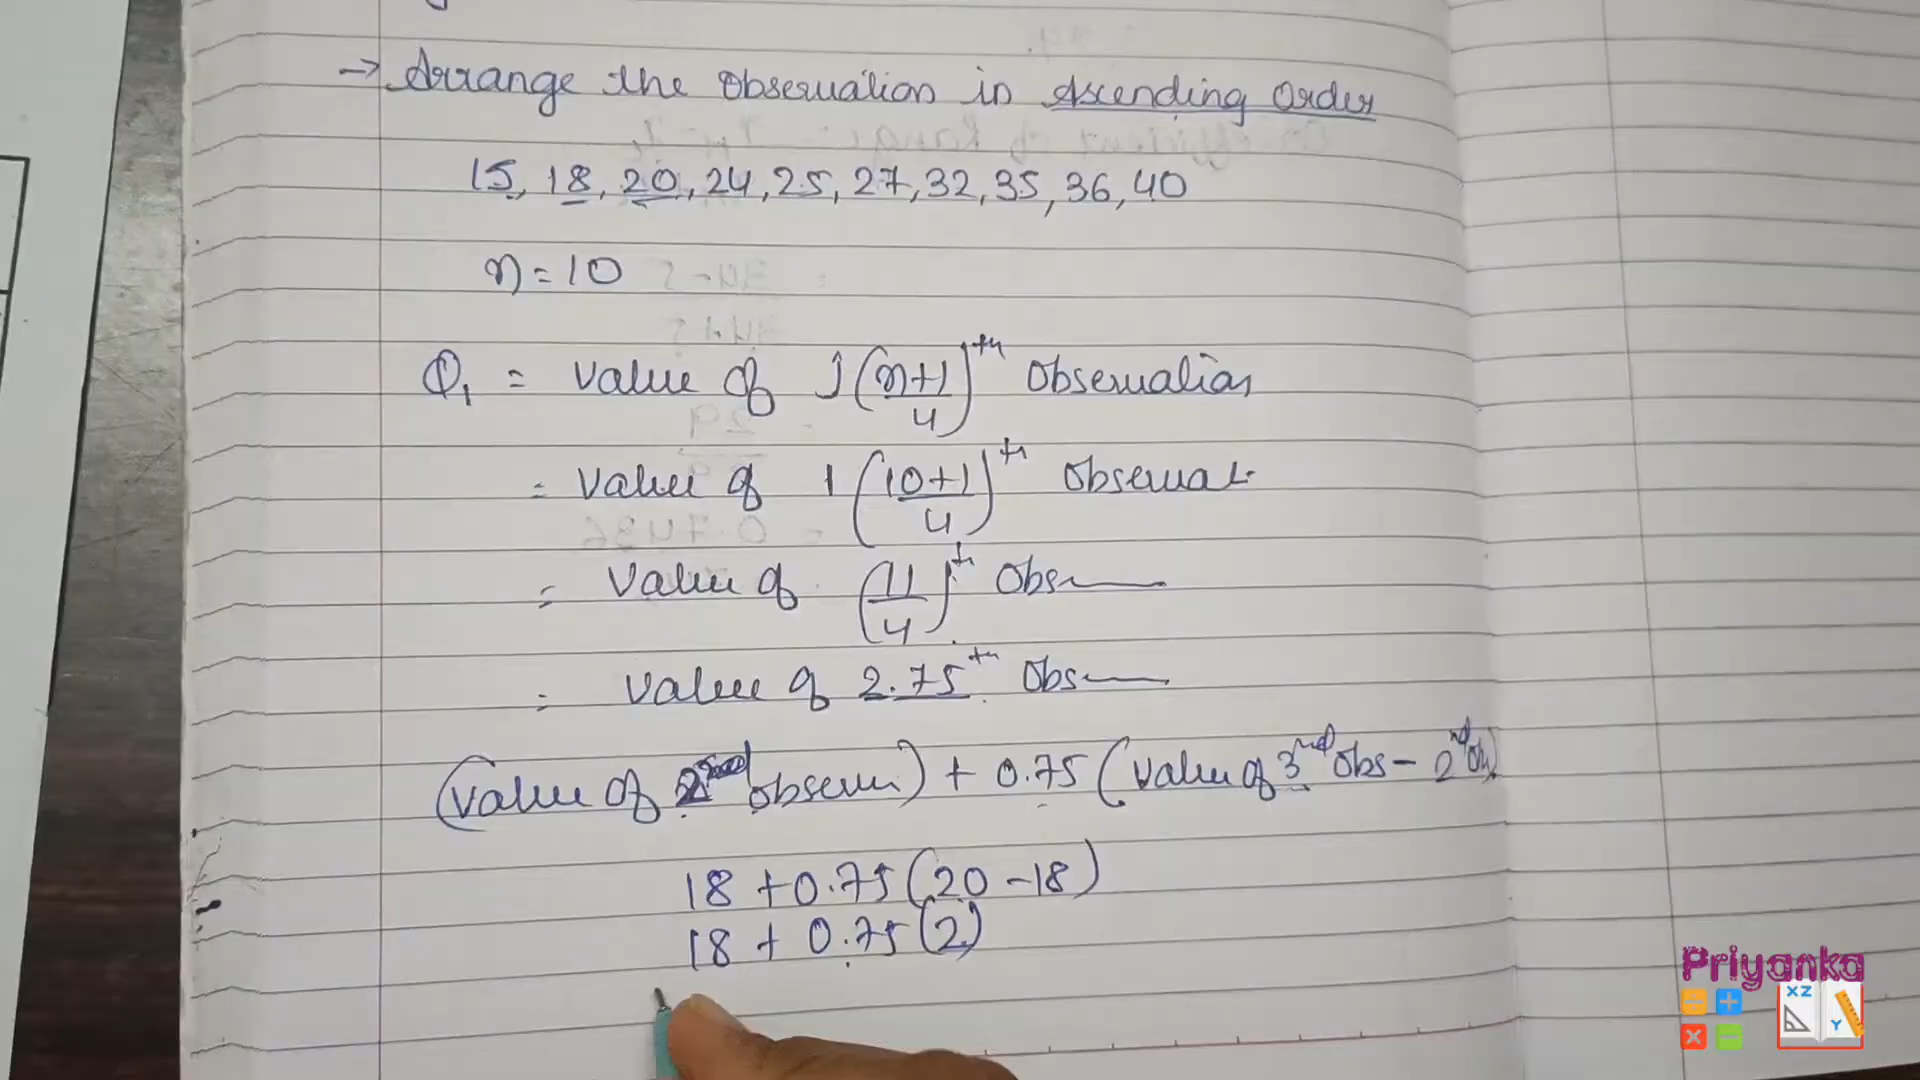 → Arrange the Observation in Ascending Order
15, 18, 20, 24, 25, 27, 32, 35, 36, 40
n = 10
Q₁ = Value of J(n+1/4)th Observation
= Value of 1(10+1/4)th Observat.
= Value of (11/4)th Obs
= Value of 2.75th Obs
(Value of 2nd observn) + 0.75 (Value of 3nd Obs - 2nd Obs)
18 + 0.75(20 - 18)
18 + 0.75(2)
Priyanka
XZ
Y